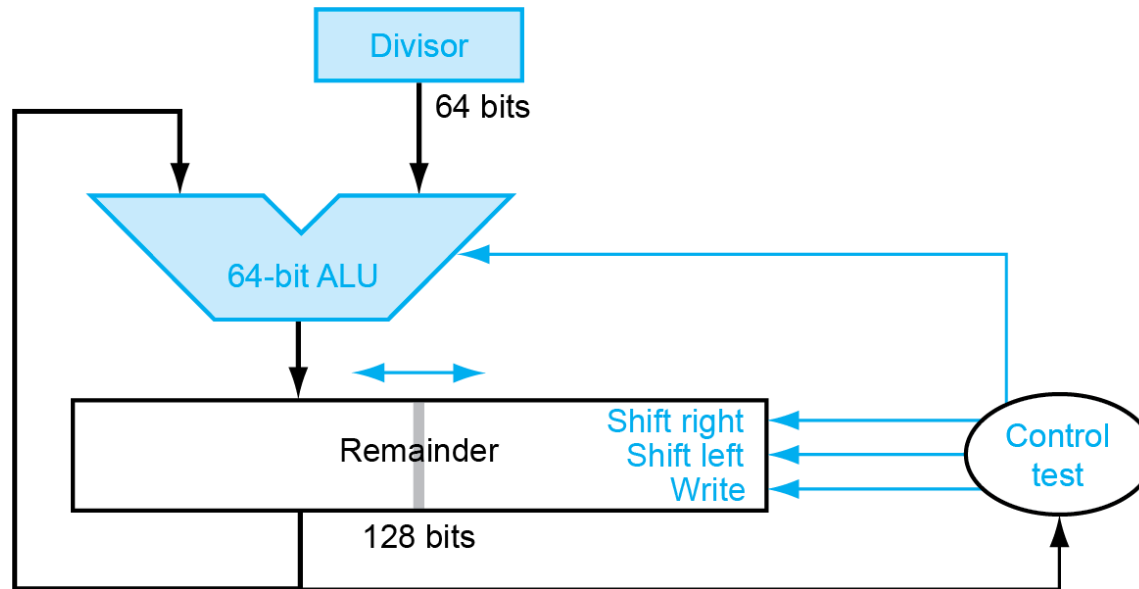 Divisor
64 bits
64-bit ALU
Remainder
Shift right
Shift left
Write
Control
test
128 bits